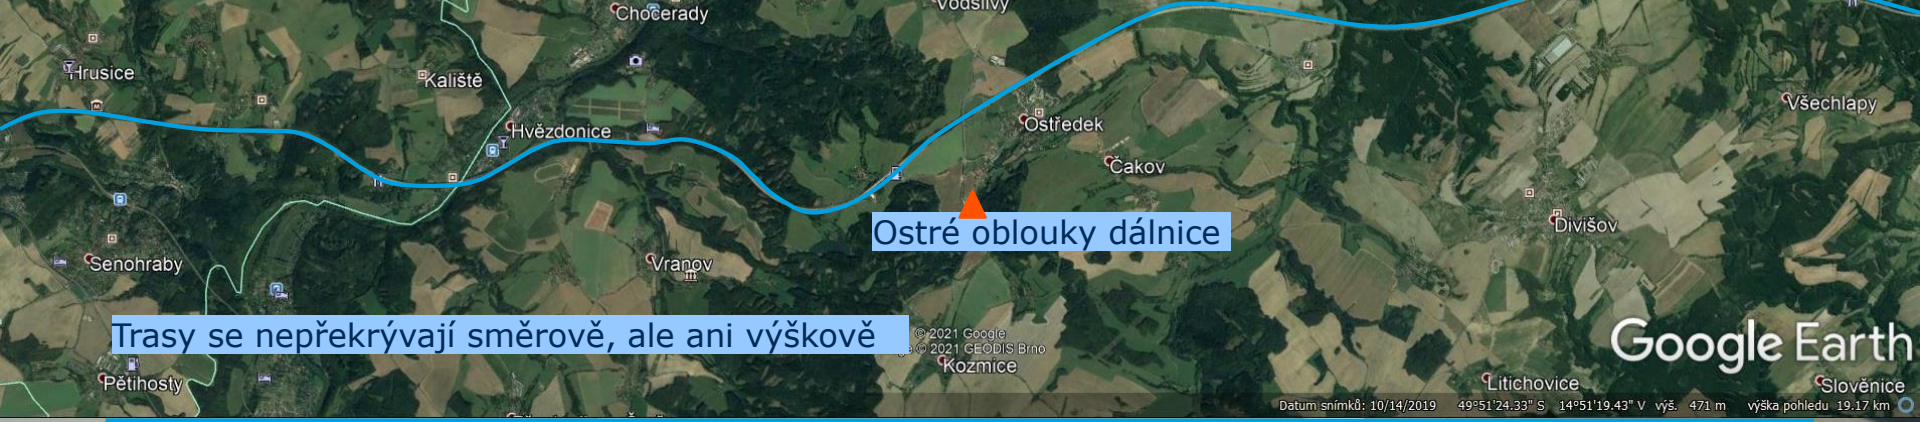 Chocerady
Vodslivy
Hrusice
Kaliště
Všechlapy
Hvězdonice
Ostředek
Čakov
Divišov
Ostré oblouky dálnice
Senohraby
Vranov
Trasy se nepřekrývají směrově, ale ani výškově
© 2021 Google
© 2021 GEODIS Brno
Google Earth
Kozmice
Pětihosty
Litichovice
Slověnice
Datum snímků: 10/14/2019 49°51'24.33" S 14°51'19.43" V výš. 471 m výška pohledu 19.17 km